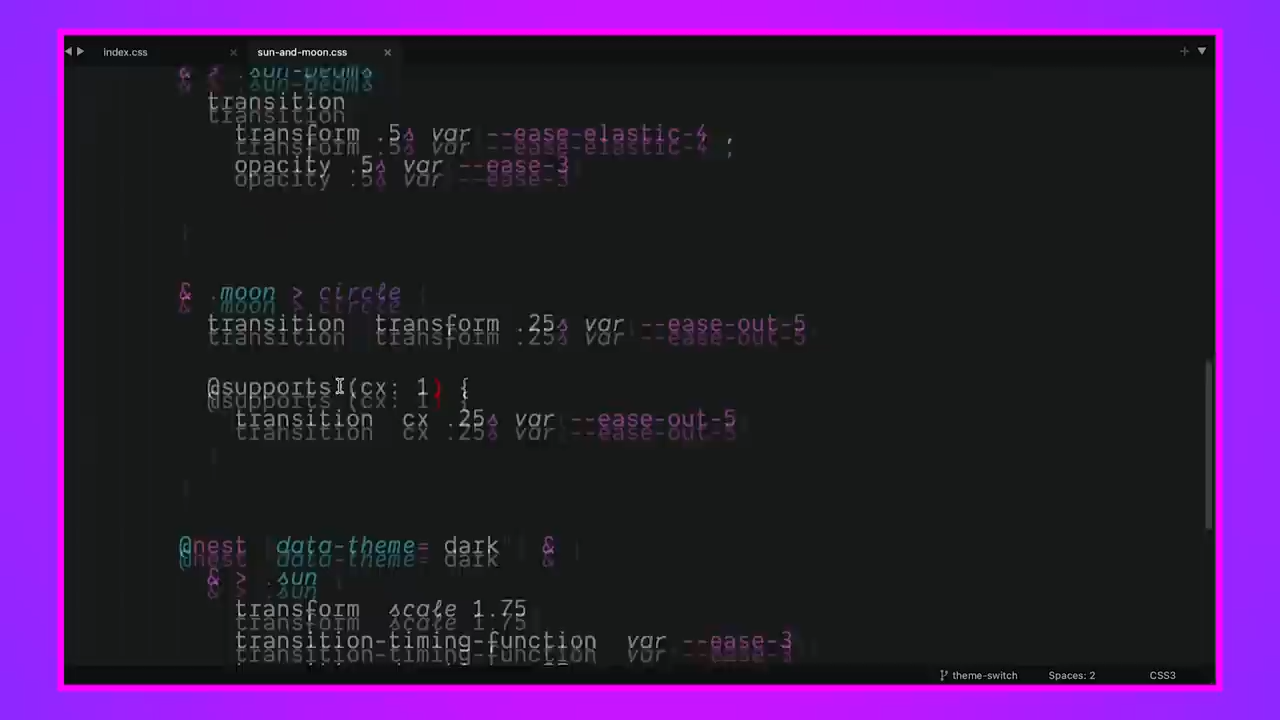 index.css
sun-and-moon.css
& > .sun-beams
transition
transform .5s var --ease-elastic-4 ,
opacity .5s var --ease-3
& .moon > circle
transition transform .25s var --ease-out-5
@supports (cx: 1) {
transition cx .25s var --ease-out-5
@nest data-theme= dark" &
& > .sun
transform scale 1.75
transition-timing-function var --ease-3
theme-switch
Spaces: 2
CSS3